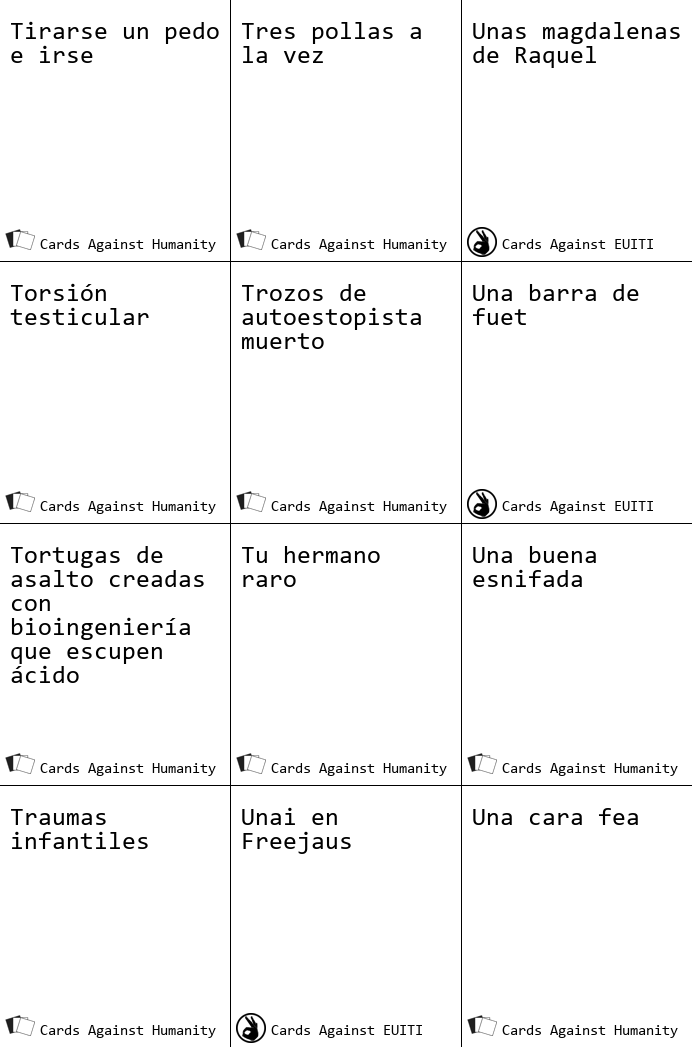 Tirarse un pedo
e irse
Cards Against Humanity
Tres pollas a
la vez
Cards Against Humanity
Unas magdalenas
de Raquel
Cards Against EUITI
Torsión
testicular
Cards Against Humanity
Trozos de
autoestopista
muerto
Cards Against Humanity
Una barra de
fuet
Cards Against EUITI
Tortugas de
asalto creadas
con
bioingeniería
que escupen
ácido
Cards Against Humanity
Tu hermano
raro
Cards Against Humanity
Una buena
esnifada
Cards Against Humanity
Traumas
infantiles
Cards Against Humanity
Unai en
Freejaus
Cards Against EUITI
Una cara fea
Cards Against Humanity